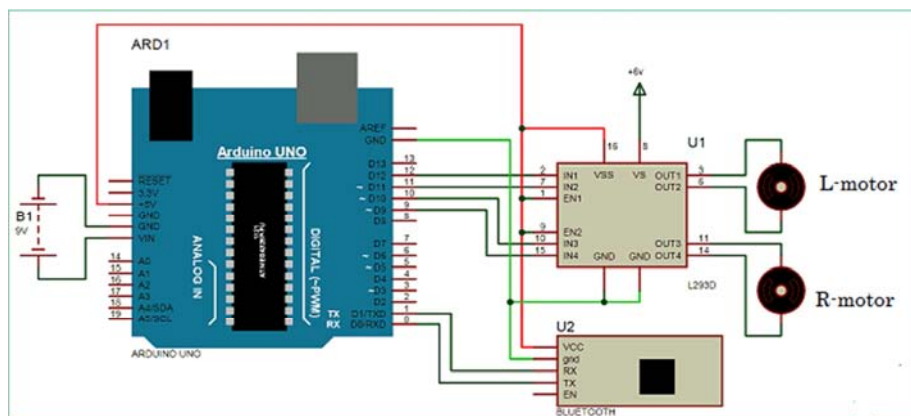 ARD1
Arduino UNO
RESET
3.3V
+5V
GND
GND
VIN
14 A0
15 A1
16 A2
17 A3
18 A4/SDA
19 A5/SCL
ANALOG IN
DIGITAL (~PWM)
TX
RX
AREF
GND
D13 13
D12 12
~ D11 11
~ D10 10
~ D9 9
D8 8
D7 7
~ D6 6
~ D5 5
D4 4
~ D3 3
D2 2
D1/TXD 1
D0/RXD 0
ARDUINO UNO
B1
9V
+6v
U1
16 8
VSS VS
2 IN1 OUT1 3
7 IN2 OUT2 6
1 EN1
9 EN2
10 IN3 OUT3 11
15 IN4 OUT4 14
GND GND
L293D
L-motor
R-motor
U2
VCC
gnd
RX
TX
EN
BLUETOOTH